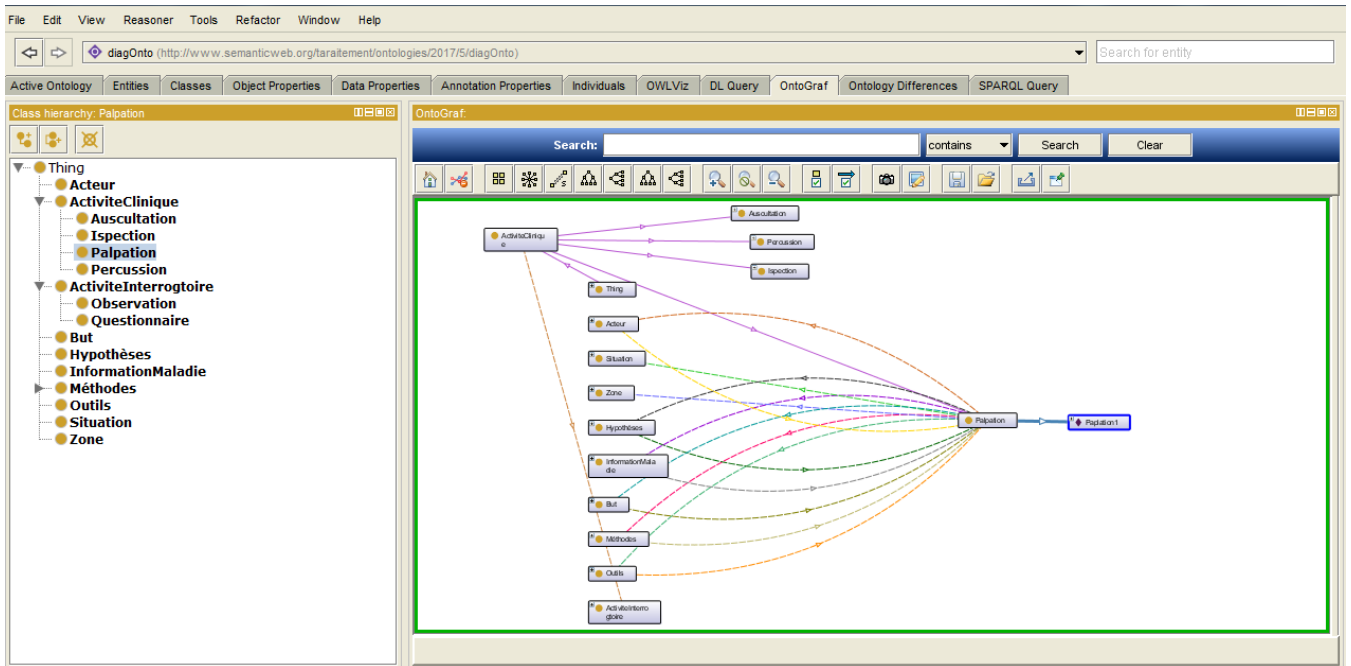 File Edit View Reasoner Tools Refactor Window Help
diagOnto (http://www.semanticweb.org/taraitement/ontologies/2017/5/diagOnto)
Search for entity
Active Ontology Entities Classes Object Properties Data Properties Annotation Properties Individuals OWLViz DL Query OntoGraf Ontology Differences SPARQL Query
Class hierarchy: Palpation
Thing
Acteur
ActiviteClinique
Auscultation
Ispection
Palpation
Percussion
ActiviteInterrogtoire
Observation
Questionnaire
But
Hypothèses
InformationMaladie
Méthodes
Outils
Situation
Zone
OntoGraf:
Search: contains Search Clear
Auscultation
ActiviteCliniqu
e
Percussion
Ispection
Thing
Acteur
Situation
Zone
Hypothèses
InformationMala
die
But
Méthodes
Outils
ActiviteInterro
gtoire
Palpation
Paplation1